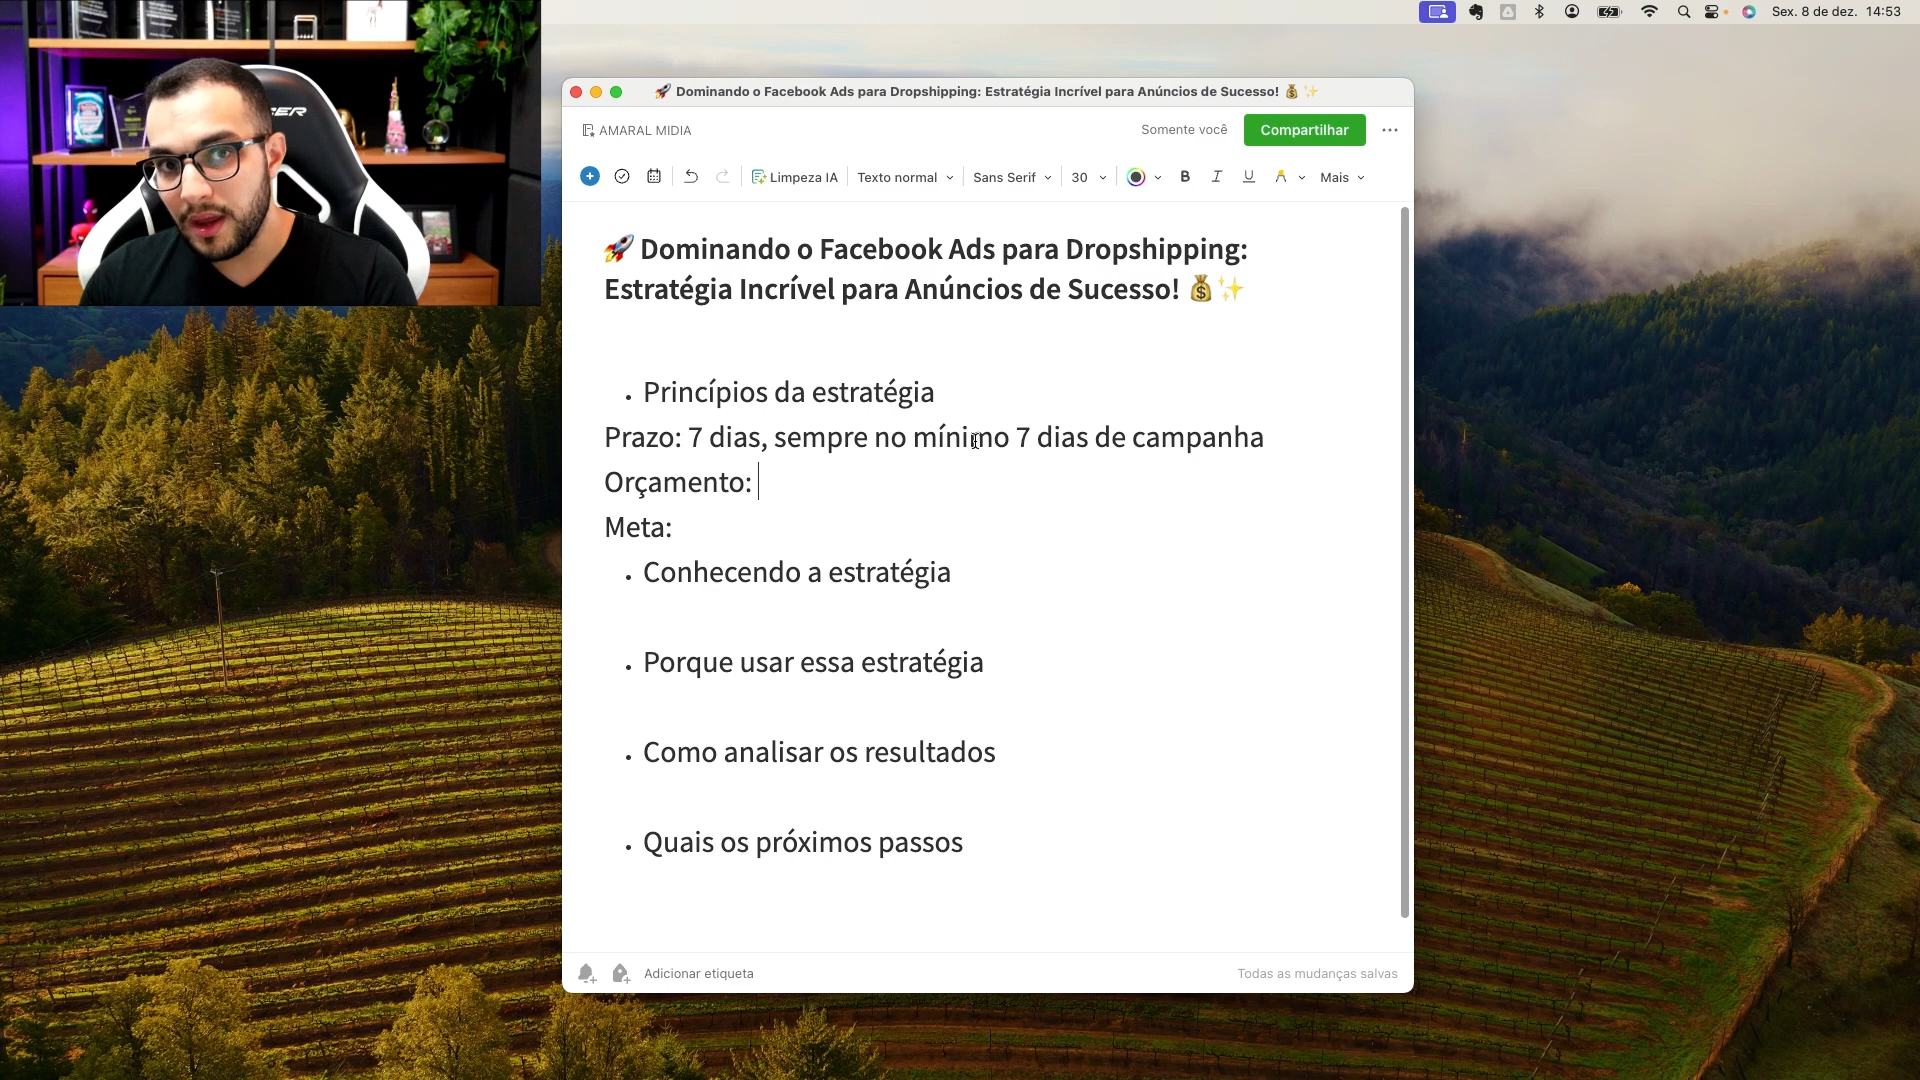 Sex. 8 de dez. 14:53
🚀 Dominando o Facebook Ads para Dropshipping: Estratégia Incrível para Anúncios de Sucesso! 💰✨
AMARAL MIDIA
Somente você
Compartilhar
Limpeza IA
Texto normal
Sans Serif
30
B
I
U
A
Mais
🚀 Dominando o Facebook Ads para Dropshipping:
Estratégia Incrível para Anúncios de Sucesso! 💰✨
• Princípios da estratégia
Prazo: 7 dias, sempre no mínimo 7 dias de campanha
Orçamento:
Meta:
• Conhecendo a estratégia
• Porque usar essa estratégia
• Como analisar os resultados
• Quais os próximos passos
Adicionar etiqueta
Todas as mudanças salvas